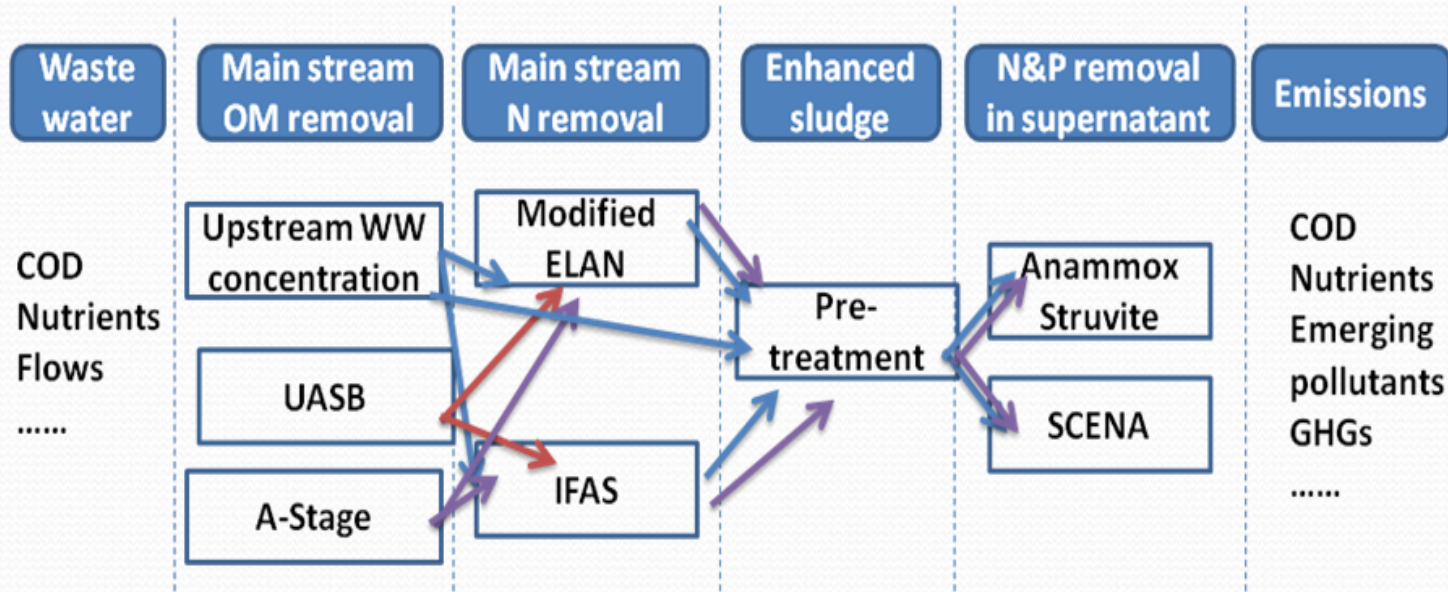 Waste
water
Main stream
OM removal
Main stream
N removal
Enhanced
sludge
N&P removal
in supernatant
Emissions
COD
Nutrients
Flows
......
Upstream WW
concentration
UASB
A-Stage
Modified
ELAN
IFAS
Pre-
treatment
Anammox
Struvite
SCENA
COD
Nutrients
Emerging
pollutants
GHGs
......